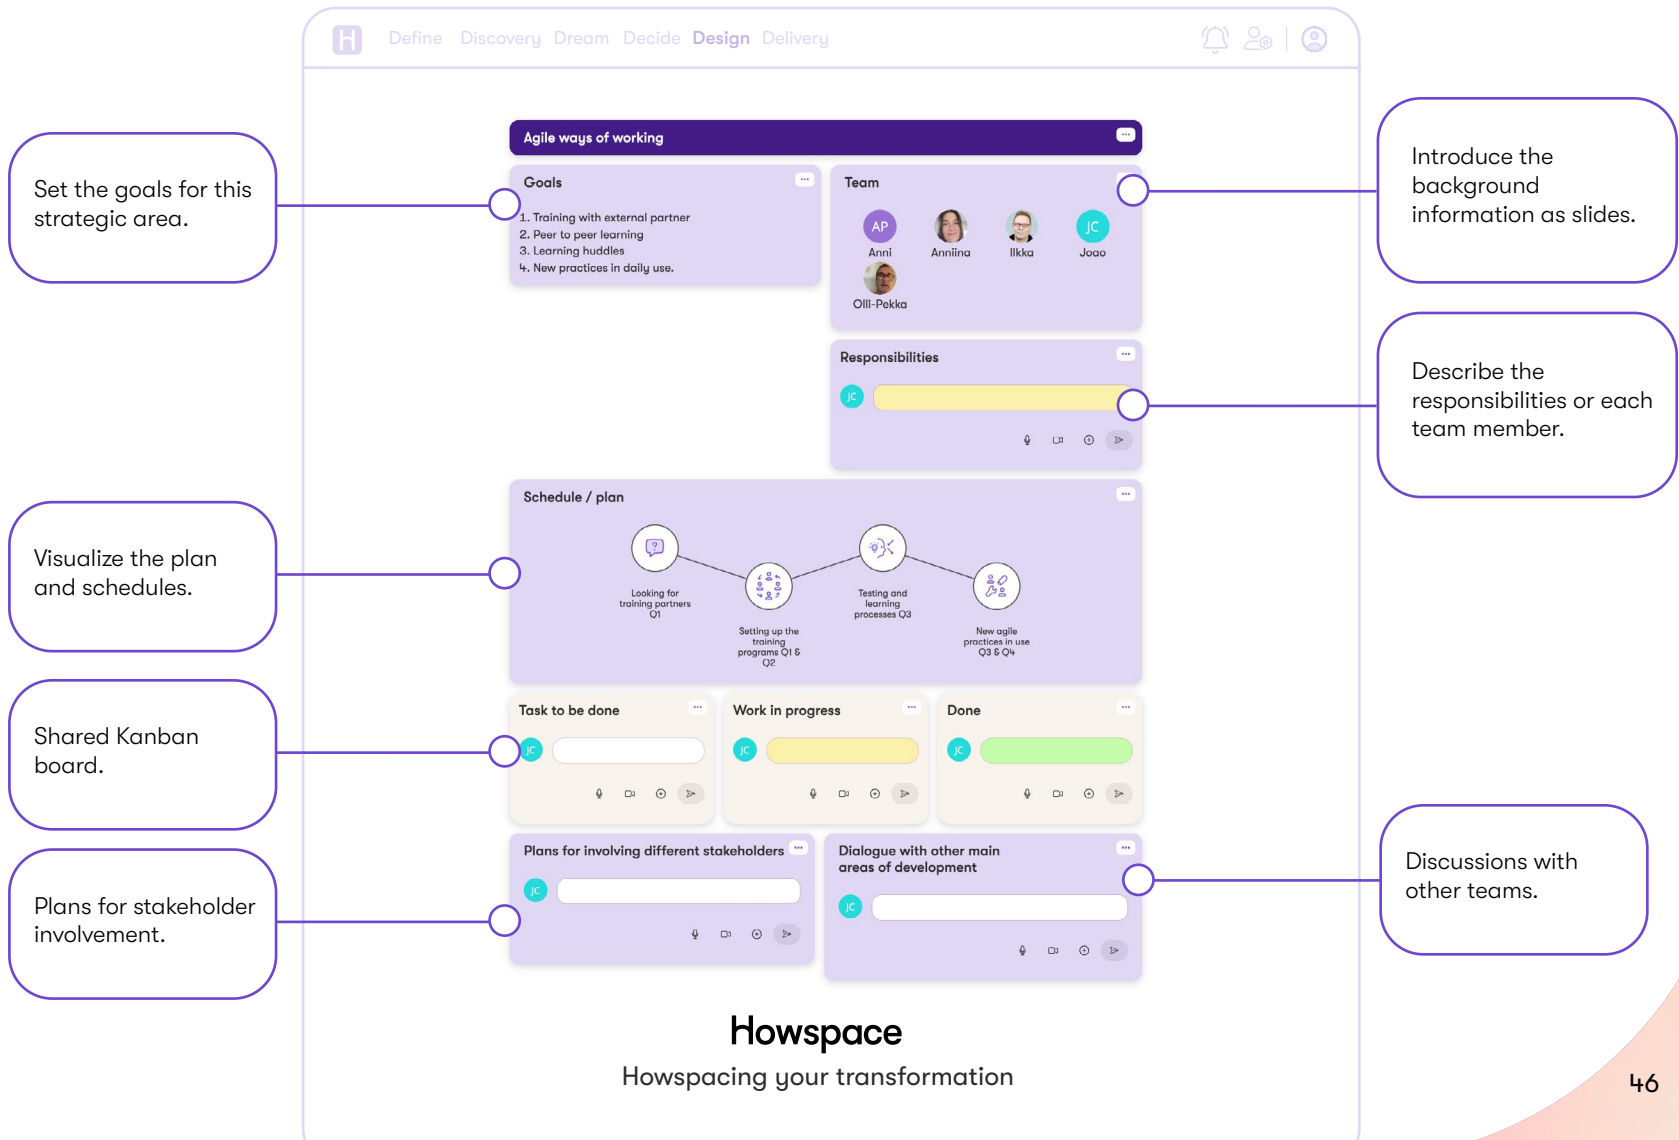 H
Define Discovery Dream Decide Design Delivery
Agile ways of working
Set the goals for this
strategic area.
Goals
1. Training with external partner
2. Peer to peer learning
3. Learning huddles
4. New practices in daily use.
Team
AP
JC
Anni
Anniina
Ilkka
Joao
Olli-Pekka
Introduce the
background
information as slides.
Responsibilities
JC
Describe the
responsibilities or each
team member.
Schedule / plan
Visualize the plan
and schedules.
?
Looking for
training partners
Q1
Setting up the
training
programs Q1 &
Q2
Testing and
learning
processes Q3
New agile
practices in use
Q3 & Q4
Shared Kanban
board.
Task to be done
JC
Work in progress
JC
Done
JC
Plans for stakeholder
involvement.
Plans for involving different stakeholders
JC
Dialogue with other main
areas of development
JC
Discussions with
other teams.
Howspace
Howspacing your transformation
46